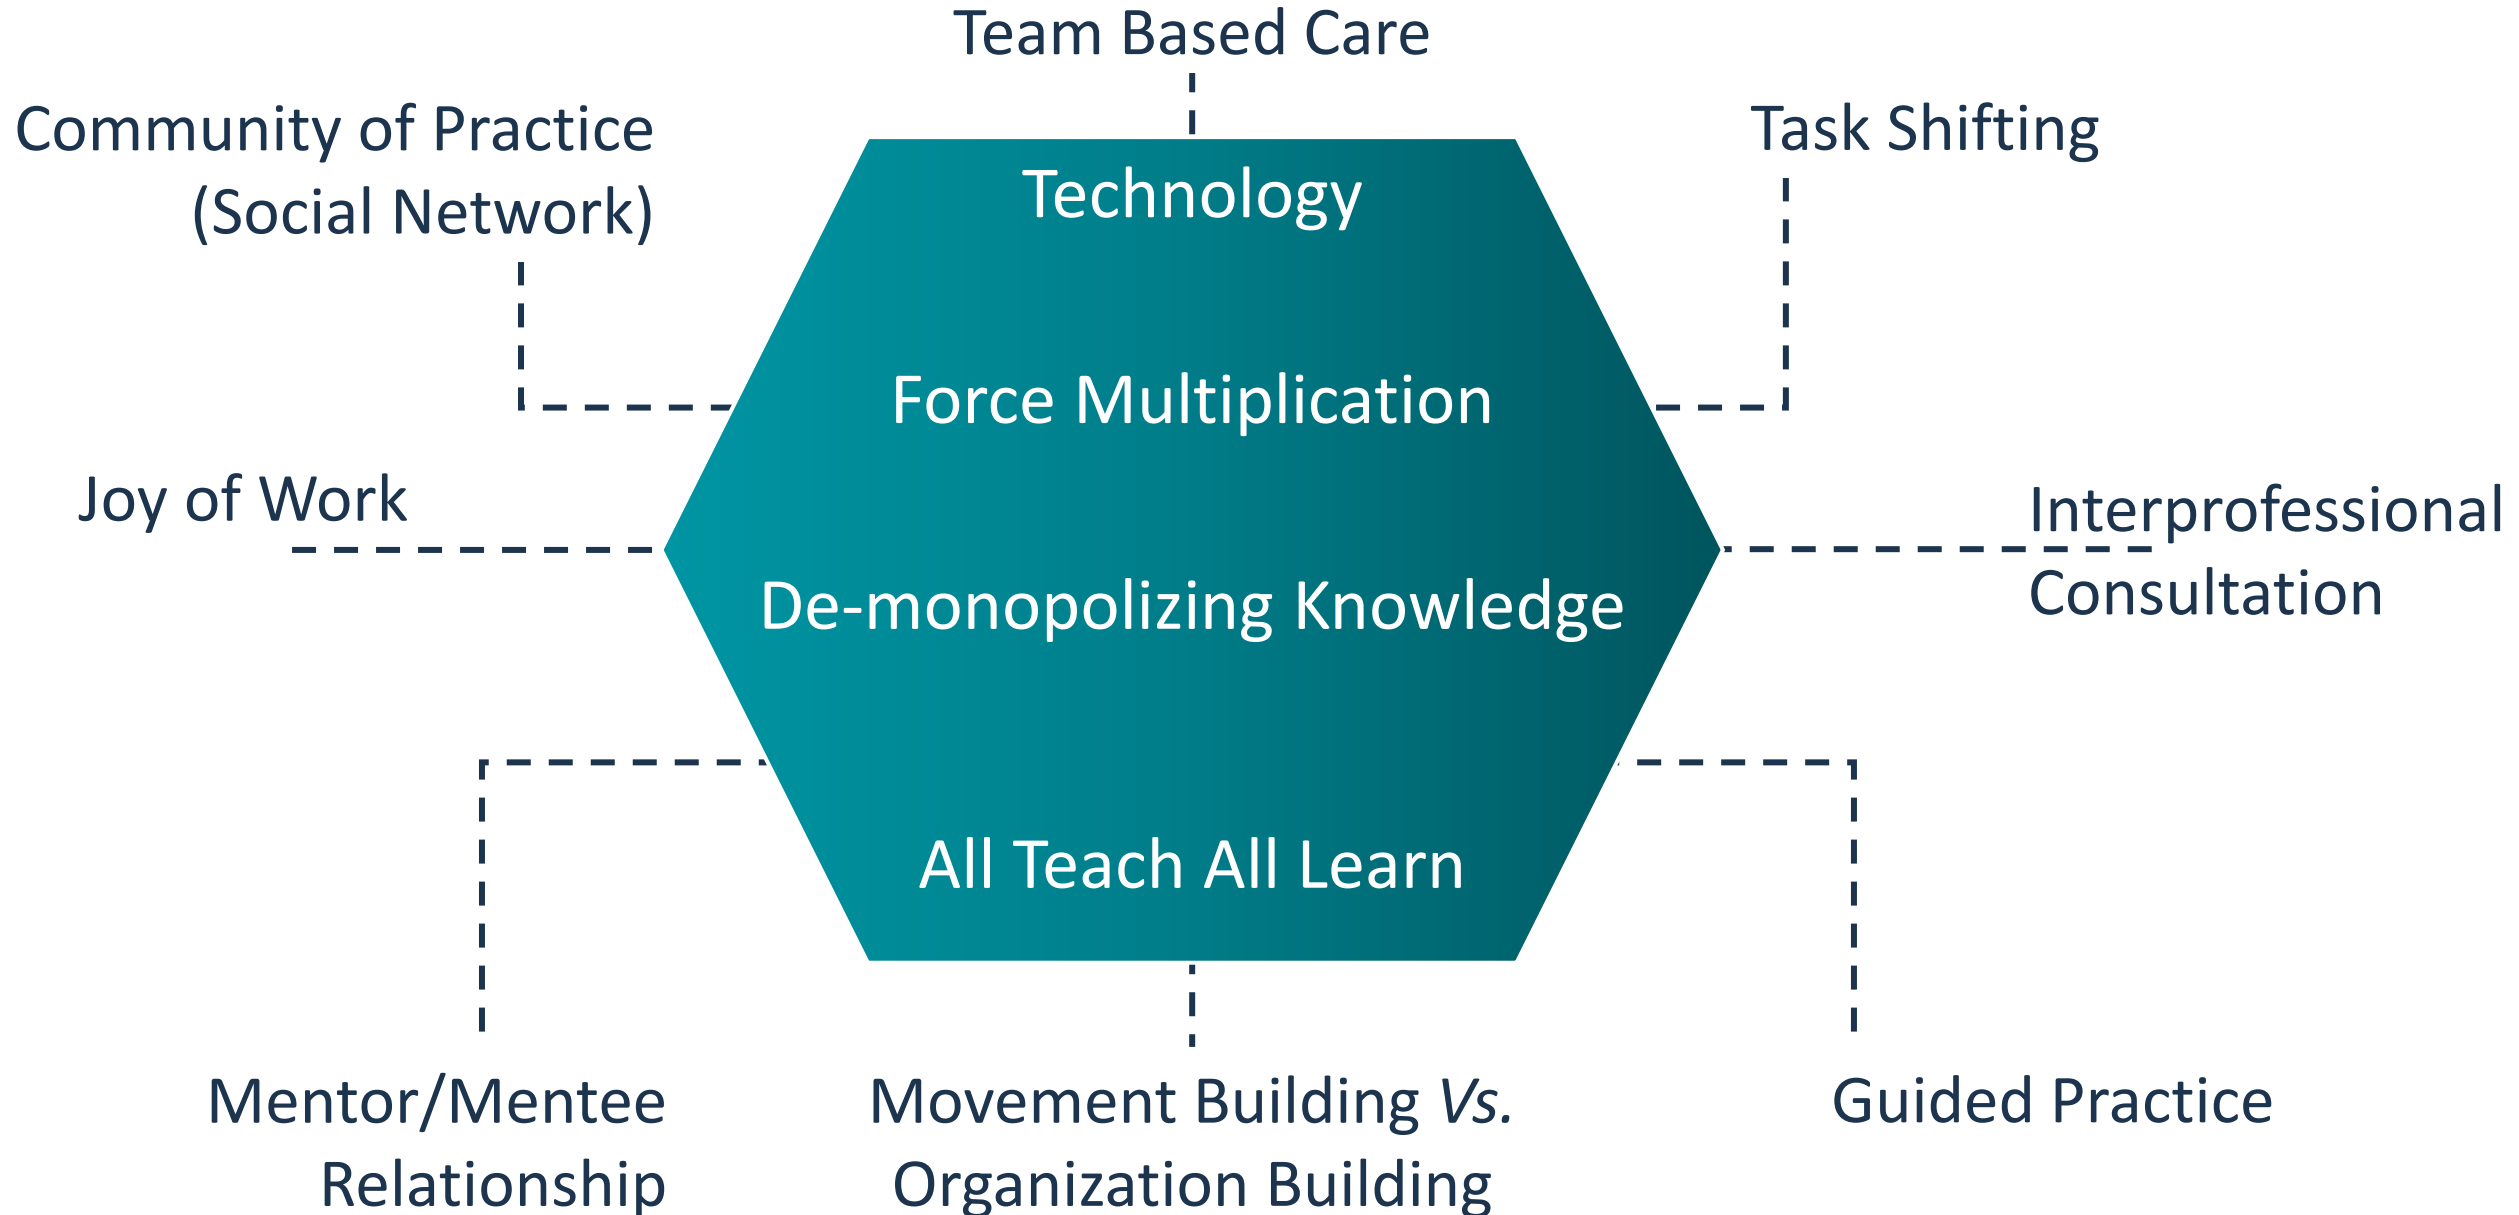 Team Based Care
Community of Practice
(Social Network)
Task Shifting
Technology
Force Multiplication
Joy of Work
Interprofessional
Consultation
De-monopolizing Knowledge
All Teach All Learn
Mentor/Mentee
Relationship
Movement Building Vs.
Organization Building
Guided Practice